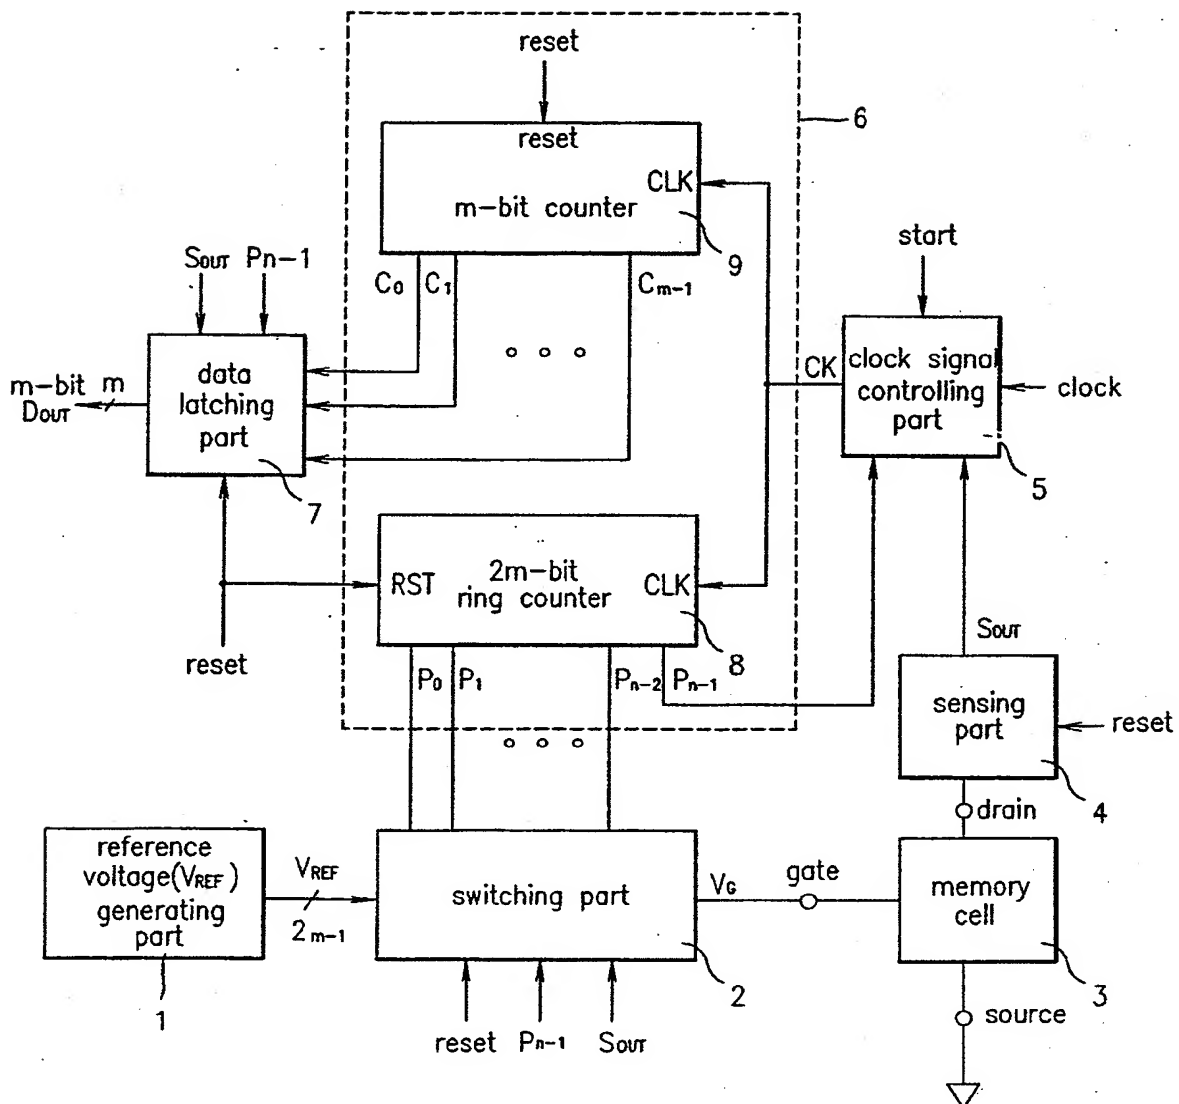 reset
6
reset
CLK
m-bit counter
9
start
SOUT Pn-1
C0 C1 Cm-1
data latching part
7
m-bit DOUT
m
CK
clock signal controlling part
5
clock
RST
2m-bit ring counter
CLK
8
reset
P0 P1 Pn-2 Pn-1
SOUT
sensing part
4
reset
drain
reference voltage(VREF) generating part
1
VREF
2m-1
switching part
2
VG
gate
memory cell
3
reset Pn-1 SOUT
source